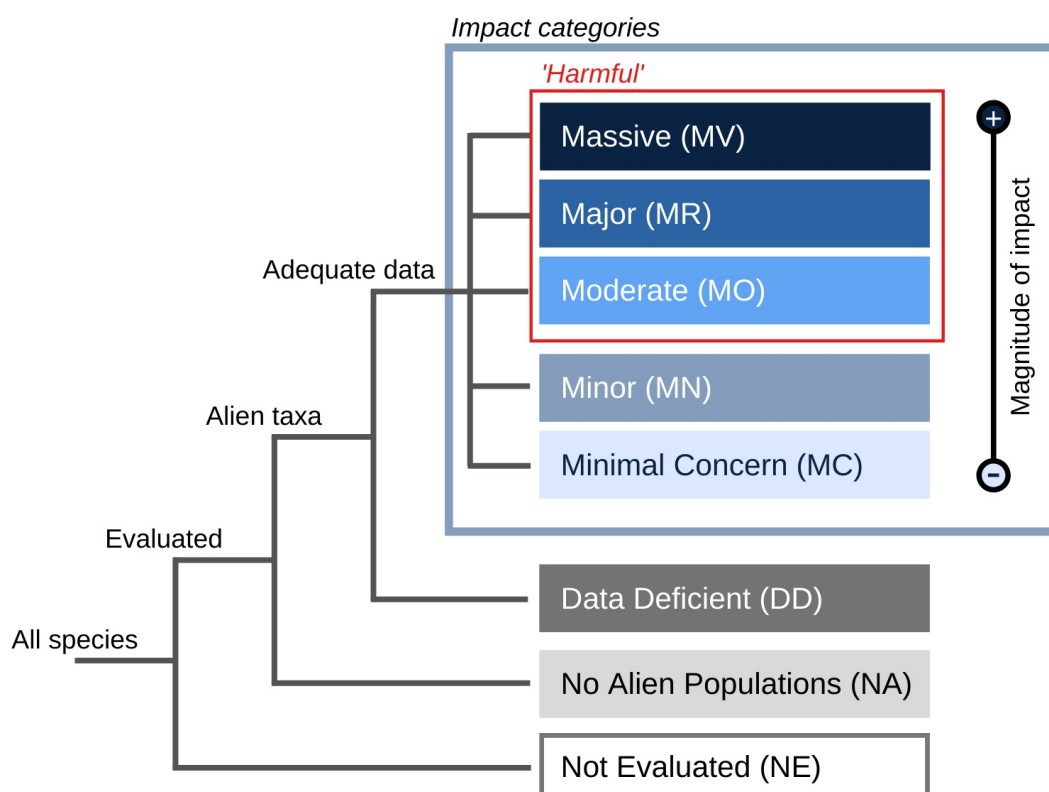 Impact categories
'Harmful'
Massive (MV)
+
Major (MR)
Adequate data
Moderate (MO)
Magnitude of impact
Minor (MN)
Alien taxa
Minimal Concern (MC)
-
Evaluated
Data Deficient (DD)
All species
No Alien Populations (NA)
Not Evaluated (NE)